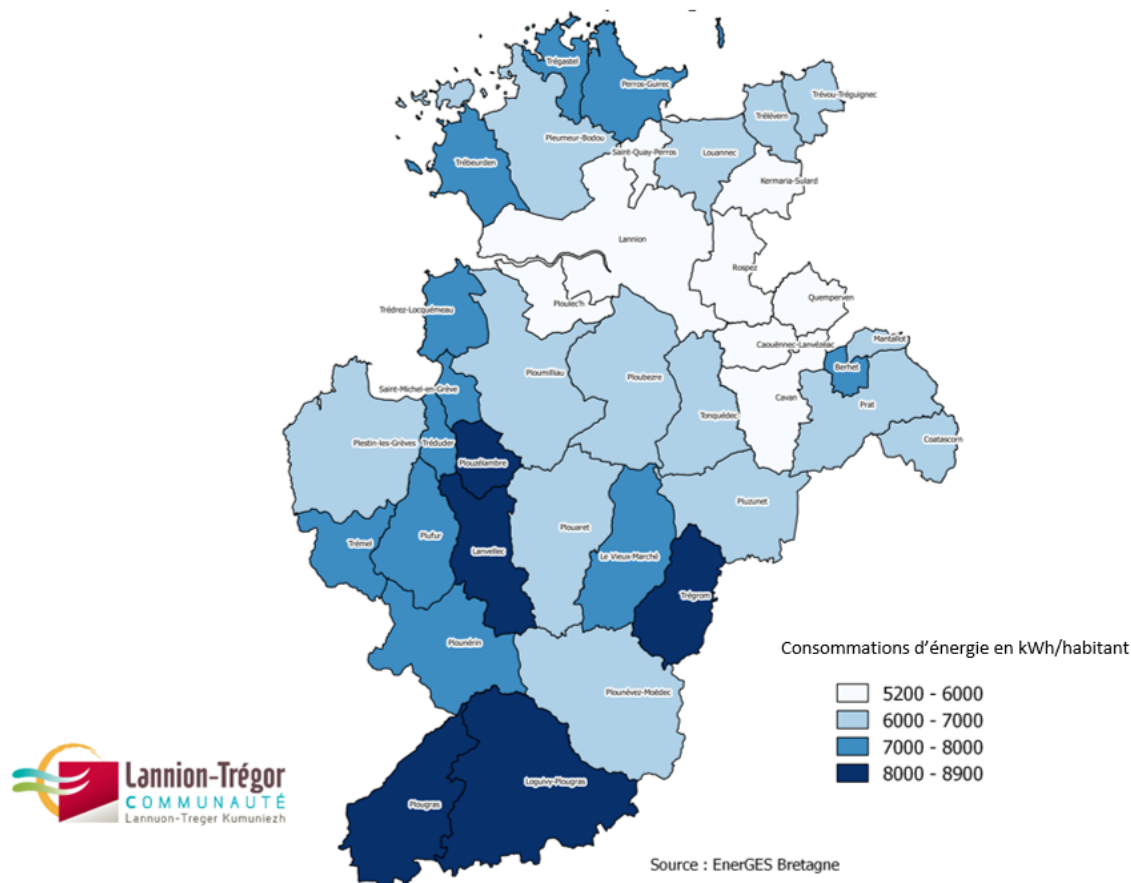 Trégastel
Perros-Guirec
Trévou-Tréguignec
Trélévern
Pleumeur-Bodou
Saint-Quay-Perros
Louannec
Trébeurden
Kermaria-Sulard
Lannion
Rospez
Ploulec'h
Quemperven
Trédrez-Locquémeau
Caouënnec-Lanvézéac
Mantallot
Berhet
Ploumilliau
Ploubezre
Saint-Michel-en-Grève
Cavan
Prat
Tonquédec
Plestin-les-Grèves
Tréduder
Coatascorn
Plouzélambre
Pluzunet
Plouaret
Plufur
Trémel
Lanvellec
Le Vieux-Marché
Trégrom
Plounérin
Plounévez-Moëdec
Loguivy-Plougras
Plougras
Consommations d'énergie en kWh/habitant
5200 - 6000
6000 - 7000
7000 - 8000
8000 - 8900
Lannion-Trégor
COMMUNAUTÉ
Lannuon-Treger Kumuniezh
Source : EnerGES Bretagne